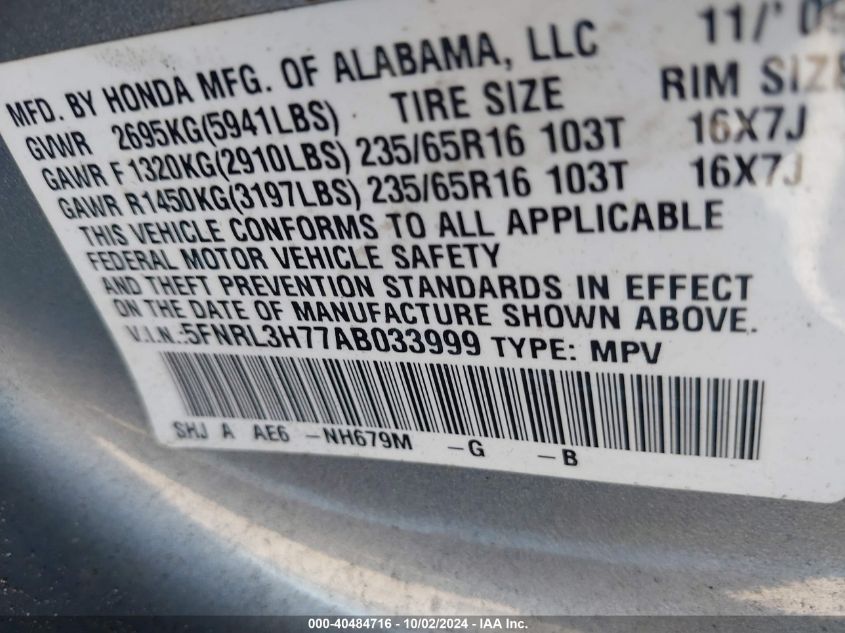 MFD. BY HONDA MFG. OF ALABAMA, LLC 11/'09
GVWR 2695KG(5941LBS) TIRE SIZE RIM SIZE
GAWR F 1320KG(2910LBS) 235/65R16 103T 16X7J
GAWR R1450KG(3197LBS) 235/65R16 103T 16X7J
THIS VEHICLE CONFORMS TO ALL APPLICABLE
FEDERAL MOTOR VEHICLE SAFETY
AND THEFT PREVENTION STANDARDS IN EFFECT
ON THE DATE OF MANUFACTURE SHOWN ABOVE.
V.I.N.:5FNRL3H77AB033999 TYPE: MPV
SHJ A AE6 -NH679M -G -B
000-40484716 - 10/02/2024 - IAA Inc.